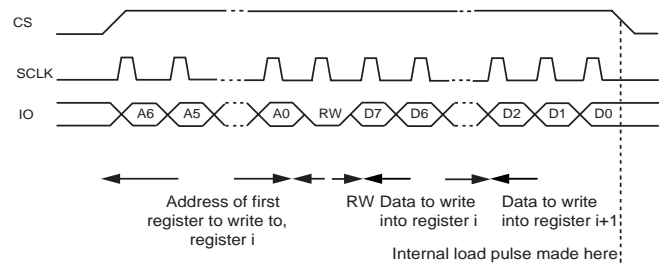 CS
SCLK
IO
A6 A5 A0 RW D7 D6 D2 D1 D0
Address of first
register to write to,
register i
RW Data to write
into register i
Data to write
into register i+1
Internal load pulse made here